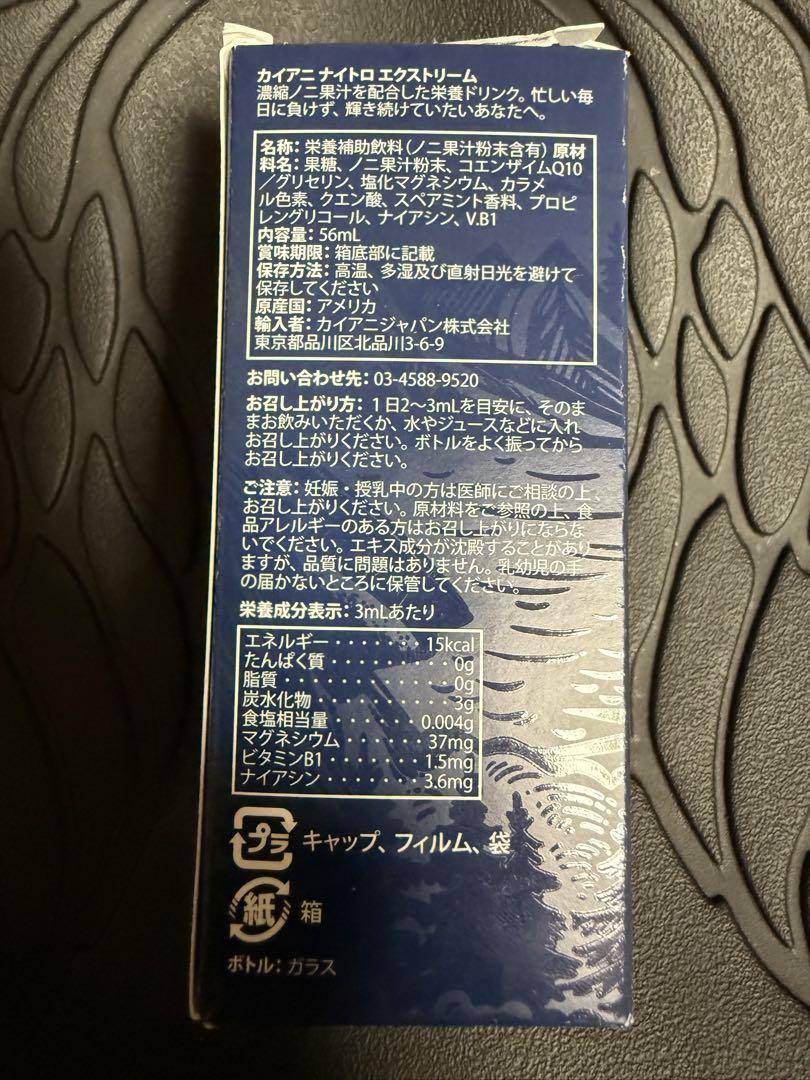 カイアニ ナイトロ エクストリーム
濃縮ノニ果汁を配合した栄養ドリンク。忙しい毎
日に負けず、輝き続けていたいあなたへ。
名称：栄養補助飲料（ノニ果汁粉末含有）原材
料名：果糖、ノニ果汁粉末、コエンザイムQ10
／グリセリン、塩化マグネシウム、カラメ
ル色素、クエン酸、スペアミント香料、プロピ
レングリコール、ナイアシン、V.B1
内容量：56mL
賞味期限：箱底部に記載
保存方法：高温、多湿及び直射日光を避けて
保存してください
原産国：アメリカ
輸入者：カイアニジャパン株式会社
東京都品川区北品川3-6-9
お問い合わせ先：03-4588-9520
お召し上がり方：１日2〜3mLを目安に、そのま
まお飲みいただくか、水やジュースなどに入れ
お召し上がりください。ボトルをよく振ってから
お召し上がりください。
ご注意：妊娠・授乳中の方は医師にご相談の上、
お召し上がりください。原材料をご参照の上、食
品アレルギーのある方はお召し上がりにならな
いでください。エキス成分が沈殿することがあり
ますが、品質に問題はありません。乳幼児の手
の届かないところに保管してください。
栄養成分表示：3mLあたり
エネルギー・・・・・・・15kcal
たんぱく質・・・・・・・・・0g
脂質・・・・・・・・・・・・0g
炭水化物・・・・・・・・・・3g
食塩相当量・・・・・・0.004g
マグネシウム・・・・・・37mg
ビタミンB1・・・・・・・1.5mg
ナイアシン・・・・・・・3.6mg
プラ キャップ、フィルム、袋
紙 箱
ボトル：ガラス